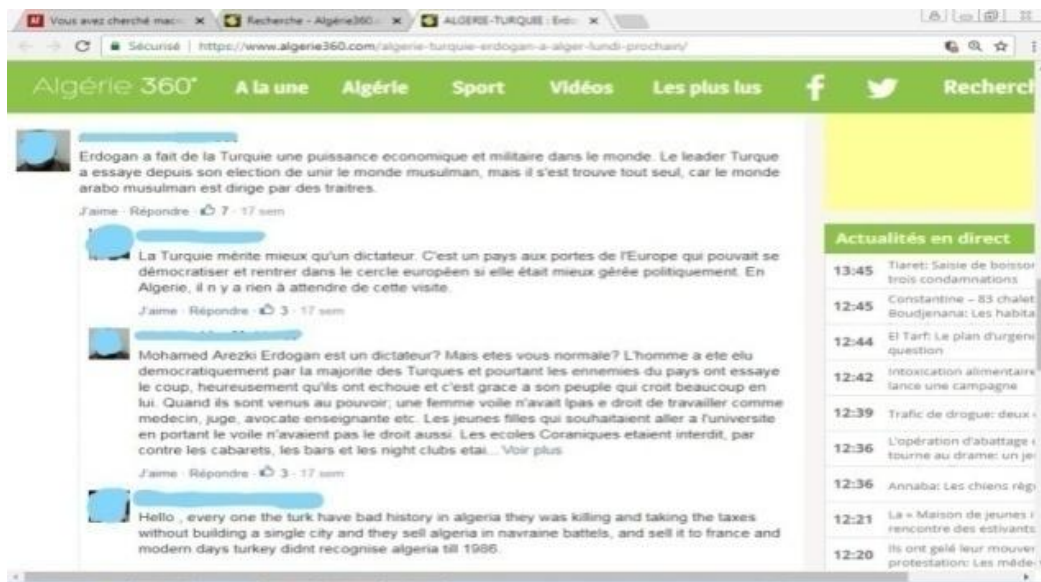 Vous avez cherché mac
Recherche - Algérie360
ALGERIE-TURQUIE : Erdo
Sécurisé | https://www.algerie360.com/algerie-turquie-erdogan-a-alger-lundi-prochain/
Algérie 360° A la une Algérie Sport Vidéos Les plus lus f Recherch
Erdogan a fait de la Turquie une puissance economique et militaire dans le monde. Le leader Turque
a essaye depuis son election de unir le monde musulman, mais il s'est trouve tout seul, car le monde
arabo musulman est dirige par des traitres.
J'aime · Répondre · 7 · 17 sem
La Turquie mérite mieux qu'un dictateur. C'est un pays aux portes de l'Europe qui pouvait se
démocratiser et rentrer dans le cercle européen si elle était mieux gérée politiquement. En
Algérie, il n y a rien à attendre de cette visite.
J'aime · Répondre · 3 · 17 sem
Mohamed Arezki Erdogan est un dictateur? Mais etes vous normale? L'homme a ete elu
democratiquement par la majorite des Turques et pourtant les ennemies du pays ont essaye
le coup, heureusement qu'ils ont echoue et c'est grace a son peuple qui croit beaucoup en
lui. Quand ils sont venus au pouvoir, une femme voile n'avait lpas e droit de travailler comme
medecin, juge, avocate enseignante etc. Les jeunes filles qui souhaitaient aller a l'universite
en portant le voile n'avaient pas le droit aussi. Les ecoles Coraniques etaient interdit, par
contre les cabarets, les bars et les night clubs etai... Voir plus
J'aime · Répondre · 3 · 17 sem
Hello , every one the turk have bad history in algeria they was killing and taking the taxes
without building a single city and they sell algeria in navraine battels, and sell it to france and
modern days turkey didnt recognise algeria till 1986.
Actualités en direct
13:45 Tiaret: Saisie de boisson
trois condamnations
12:45 Constantine – 83 chalet
Boudjenana: Les habita
12:44 El Tarf: Le plan d'urgen
question
12:42 Intoxication alimentaire
lance une campagne
12:39 Trafic de drogue: deux
12:36 L'opération d'abattage
tourne au drame: un je
12:36 Annaba: Les chiens
12:21 La « Maison de jeunes
rencontre des estivants
12:20 Ils ont gelé leur mouve
protestation: Les méde